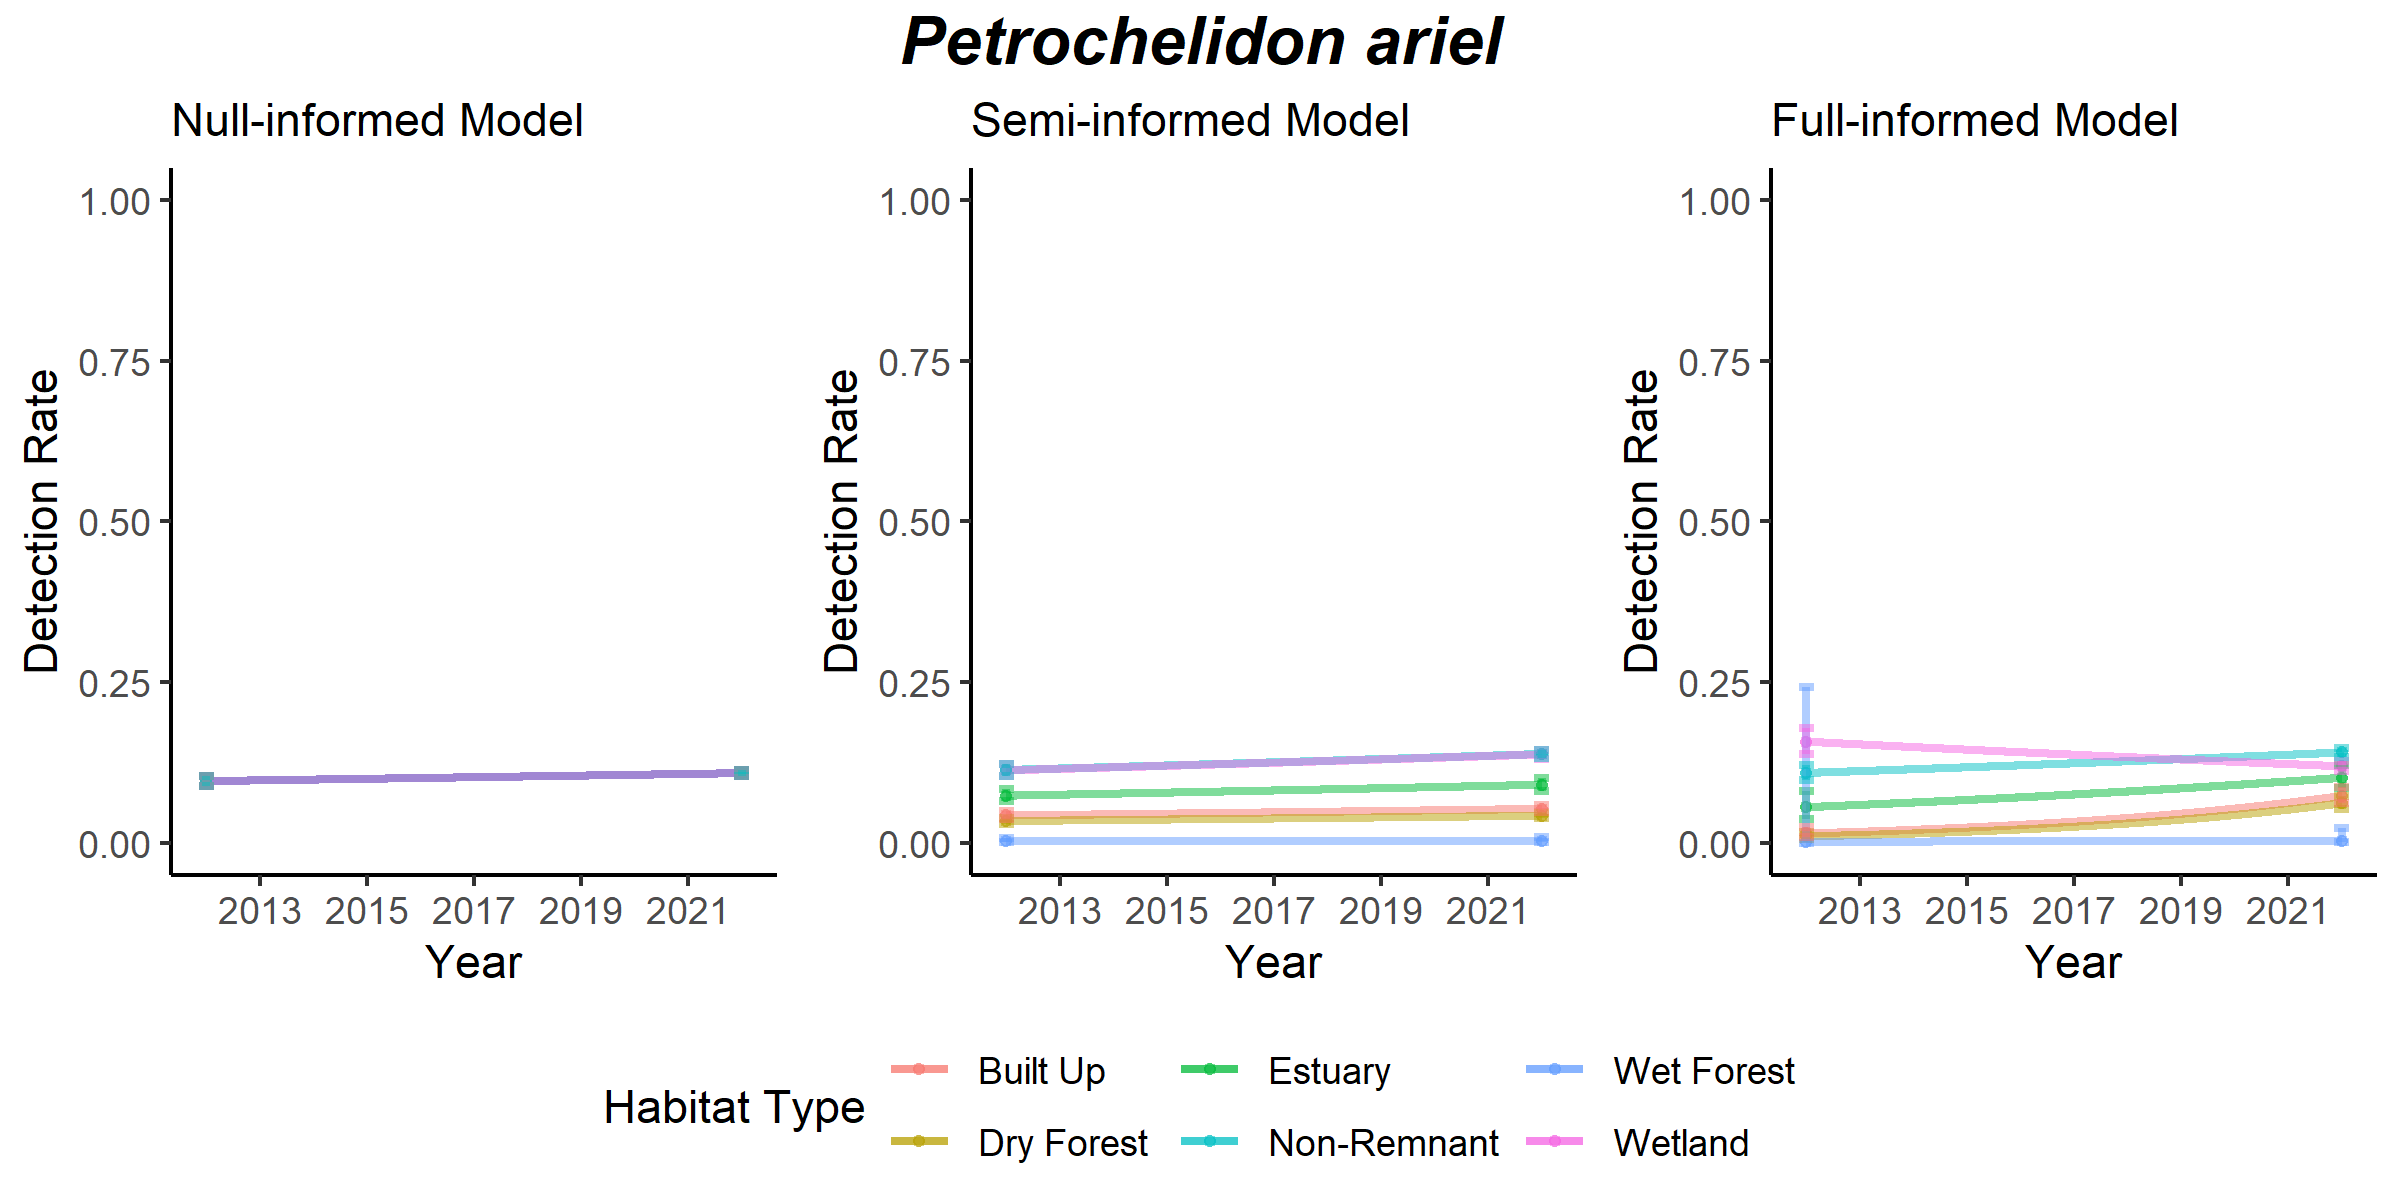 Petrochelidon ariel
Null-informed Model
Semi-informed Model
Full-informed Model
Detection Rate
1.00
0.75
0.50
0.25
0.00
2013 2015 2017 2019 2021
Year
Detection Rate
1.00
0.75
0.50
0.25
0.00
2013 2015 2017 2019 2021
Year
Detection Rate
1.00
0.75
0.50
0.25
0.00
2013 2015 2017 2019 2021
Year
Habitat Type
Built Up
Estuary
Wet Forest
Dry Forest
Non-Remnant
Wetland